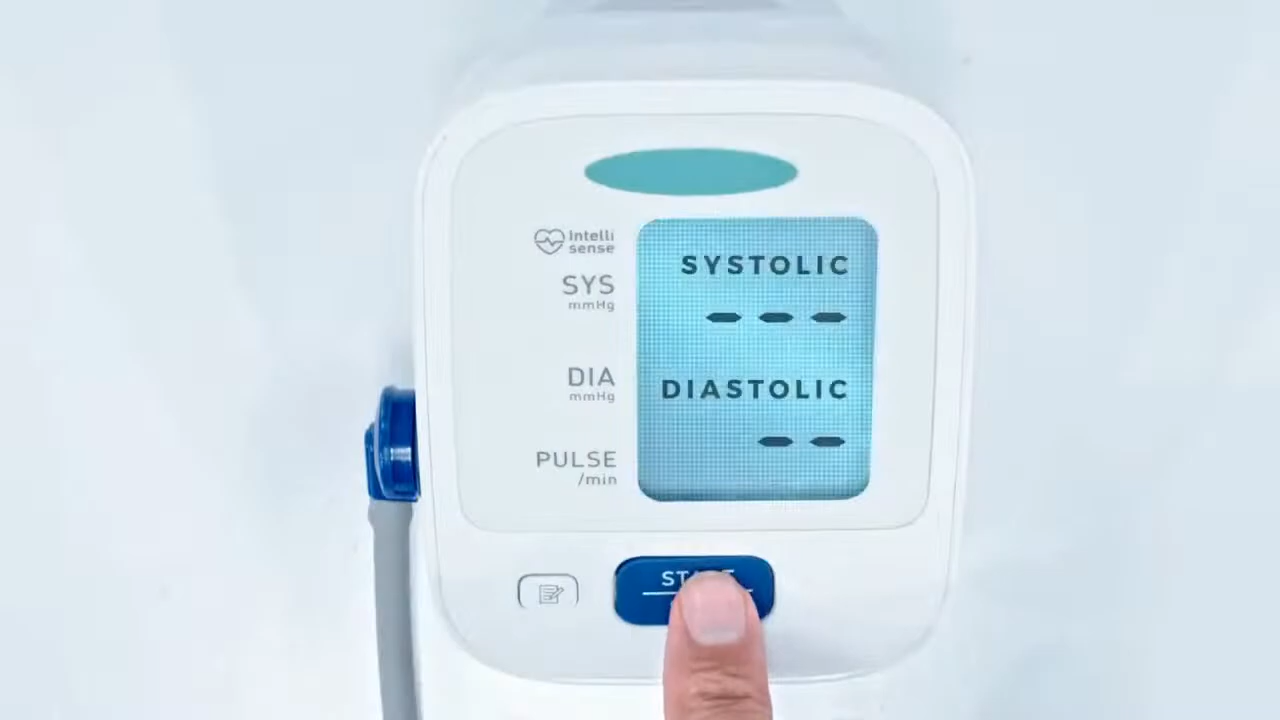 Intelli
sense
SYS
mmHg
SYSTOLIC
--- 
DIA
mmHg
DIASTOLIC
--
PULSE
/min